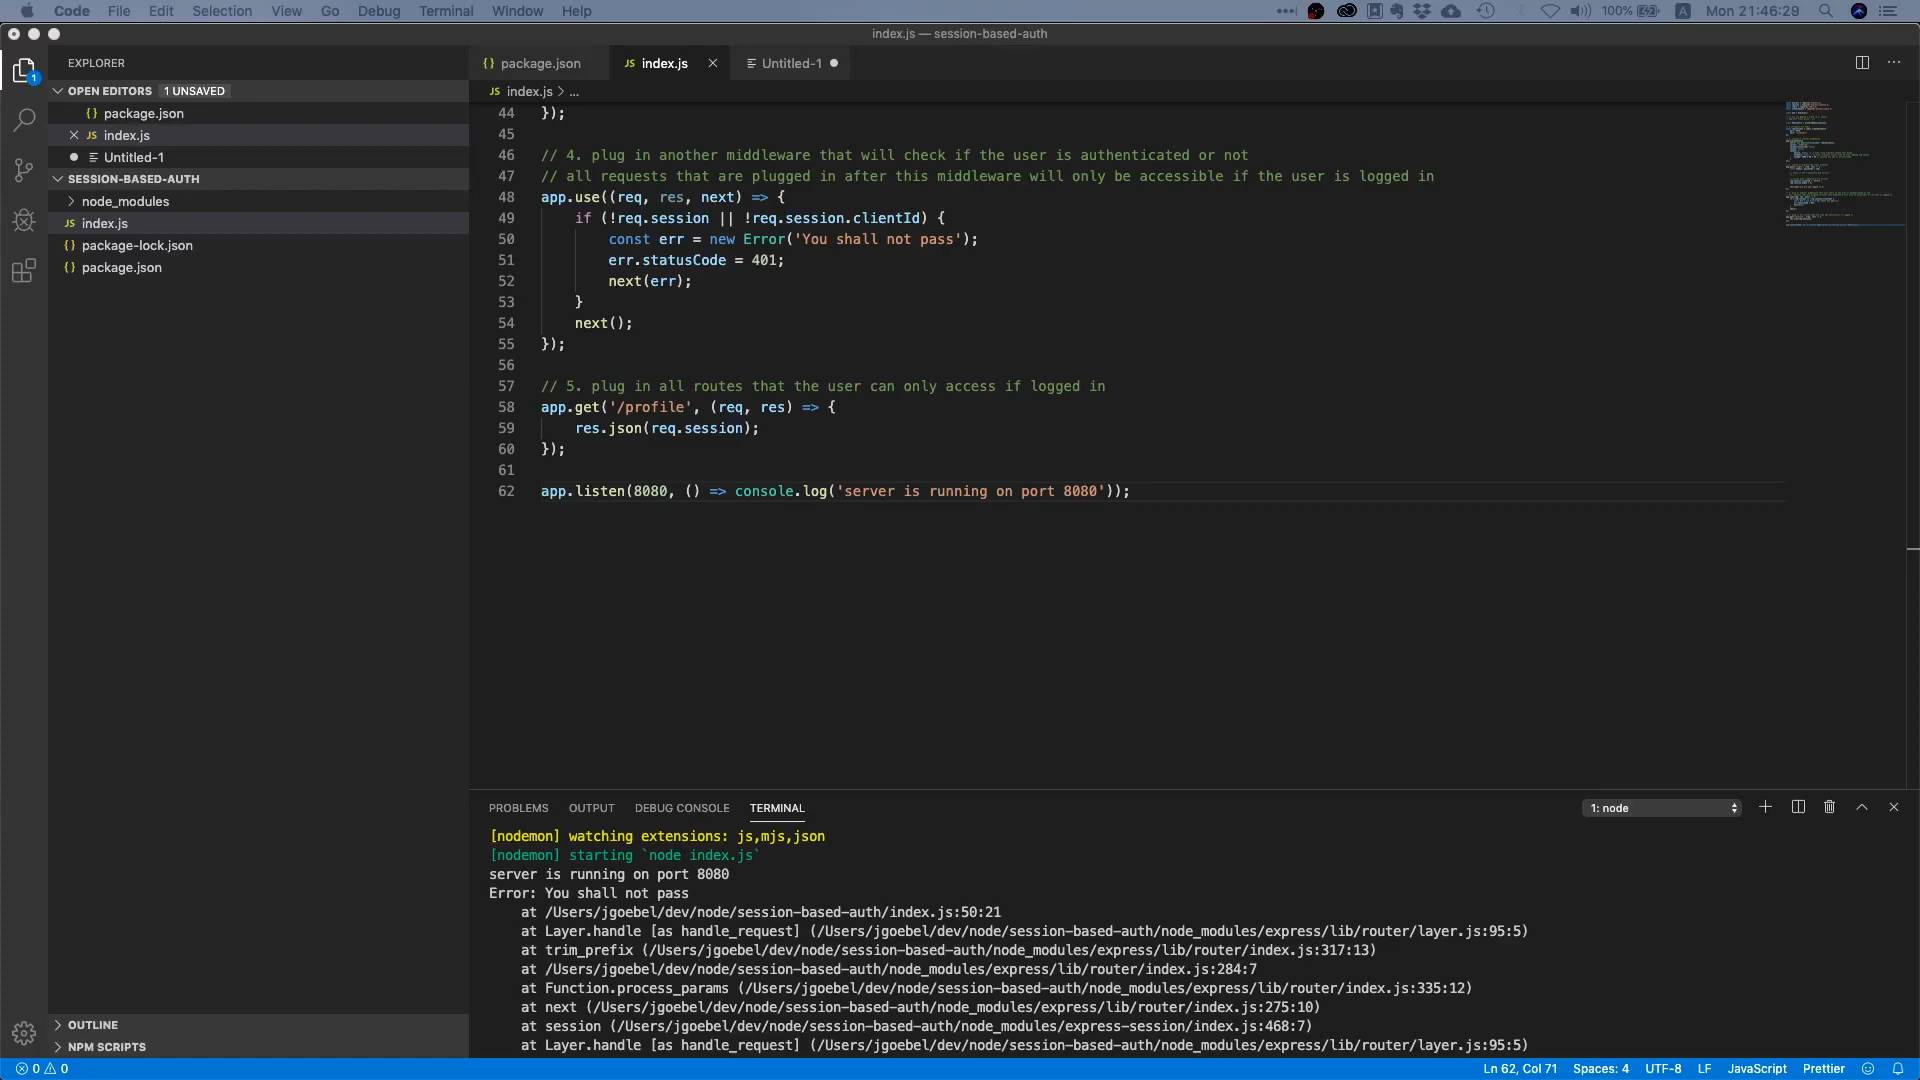 Code File Edit Selection View Go Debug Terminal Window Help
100% A Mon 21:46:29
index.js — session-based-auth
EXPLORER
OPEN EDITORS 1 UNSAVED
{} package.json
JS index.js
Untitled-1
SESSION-BASED-AUTH
node_modules
JS index.js
{} package-lock.json
{} package.json
OUTLINE
NPM SCRIPTS
1
{} package.json JS index.js Untitled-1
JS index.js > ...
44 });
45
46 // 4. plug in another middleware that will check if the user is authenticated or not
47 // all requests that are plugged in after this middleware will only be accessible if the user is logged in
48 app.use((req, res, next) => {
49 if (!req.session || !req.session.clientId) {
50 const err = new Error('You shall not pass');
51 err.statusCode = 401;
52 next(err);
53 }
54 next();
55 });
56
57 // 5. plug in all routes that the user can only access if logged in
58 app.get('/profile', (req, res) => {
59 res.json(req.session);
60 });
61
62 app.listen(8080, () => console.log('server is running on port 8080'));
PROBLEMS OUTPUT DEBUG CONSOLE TERMINAL 1: node
[nodemon] watching extensions: js,mjs,json
[nodemon] starting `node index.js`
server is running on port 8080
Error: You shall not pass
at /Users/jgoebel/dev/node/session-based-auth/index.js:50:21
at Layer.handle [as handle_request] (/Users/jgoebel/dev/node/session-based-auth/node_modules/express/lib/router/layer.js:95:5)
at trim_prefix (/Users/jgoebel/dev/node/session-based-auth/node_modules/express/lib/router/index.js:317:13)
at /Users/jgoebel/dev/node/session-based-auth/node_modules/express/lib/router/index.js:284:7
at Function.process_params (/Users/jgoebel/dev/node/session-based-auth/node_modules/express/lib/router/index.js:335:12)
at next (/Users/jgoebel/dev/node/session-based-auth/node_modules/express/lib/router/index.js:275:10)
at session (/Users/jgoebel/dev/node/session-based-auth/node_modules/express-session/index.js:468:7)
at Layer.handle [as handle_request] (/Users/jgoebel/dev/node/session-based-auth/node_modules/express/lib/router/layer.js:95:5)
0 0 Ln 62, Col 71 Spaces: 4 UTF-8 LF JavaScript Prettier